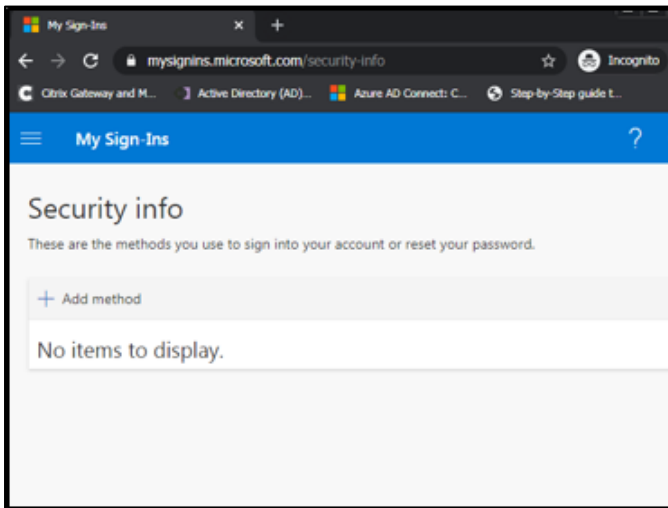 My Sign-Ins
mysignins.microsoft.com/security-info
Incognito
Citrix Gateway and M...
Active Directory (AD)...
Azure AD Connect: C...
Step-by-Step guide t...
My Sign-Ins
?
Security info
These are the methods you use to sign into your account or reset your password.
Add method
No items to display.